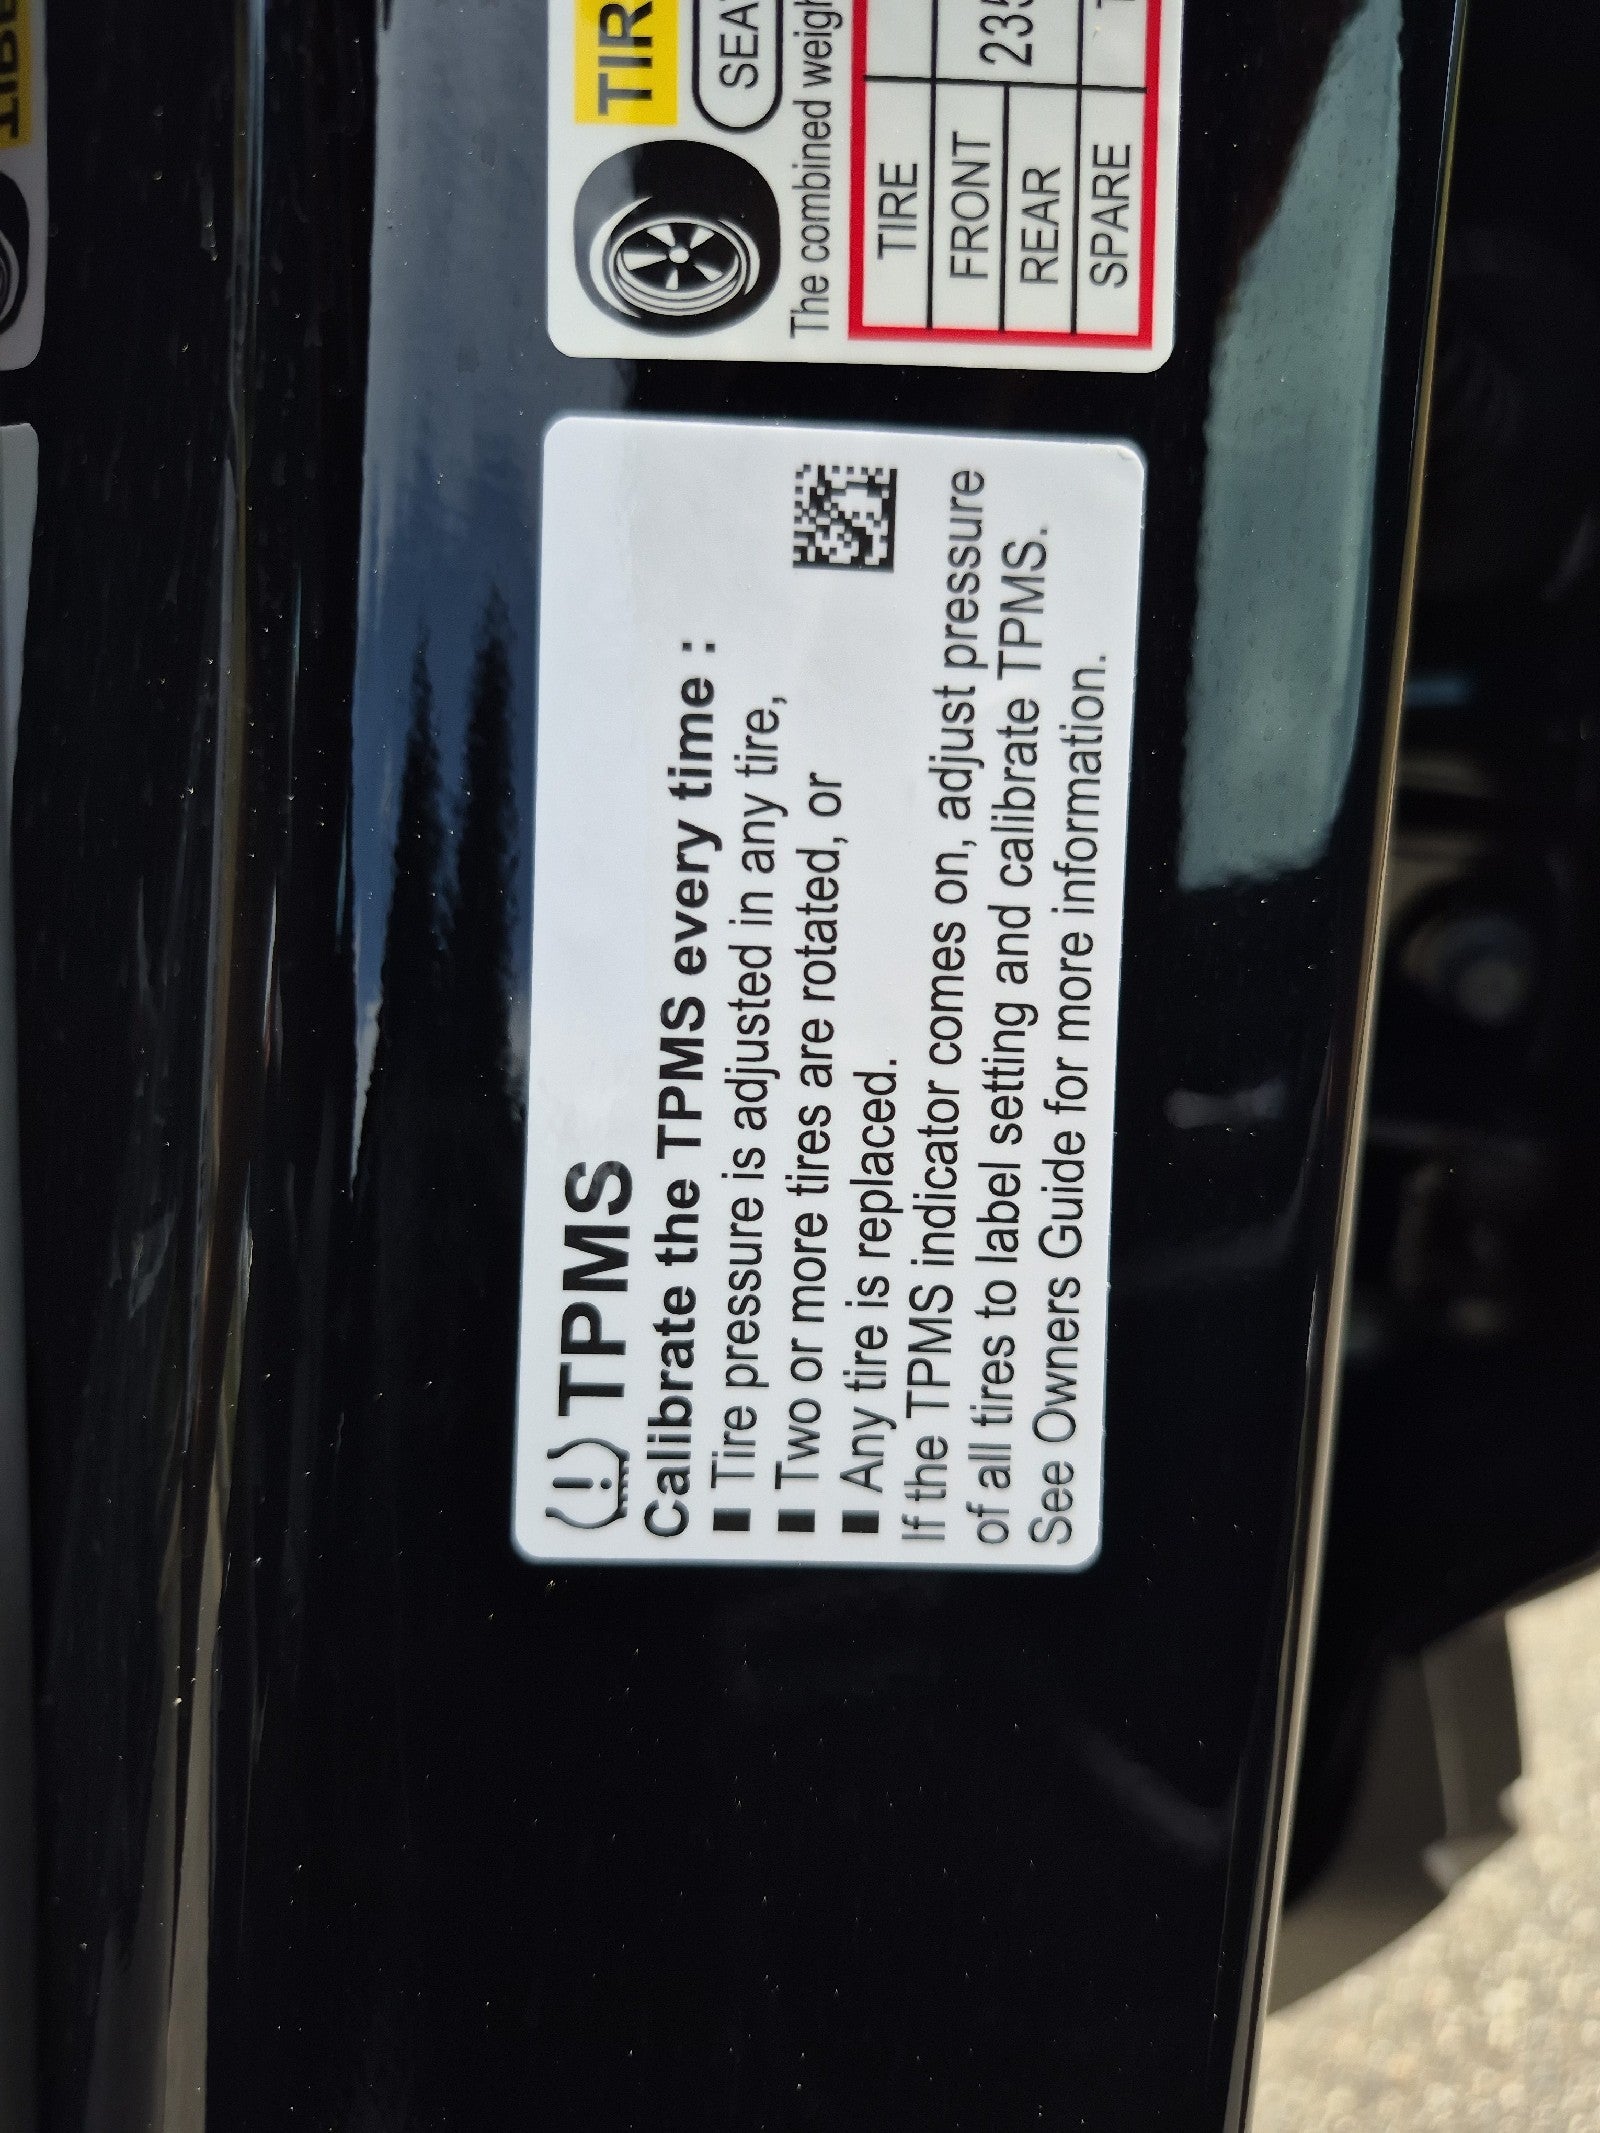 TPMS
Calibrate the TPMS every time :
■ Tire pressure is adjusted in any tire,
■ Two or more tires are rotated, or
■ Any tire is replaced.
If the TPMS indicator comes on, adjust pressure
of all tires to label setting and calibrate TPMS.
See Owners Guide for more information.
TIR
SEA
The combined weigh
TIRE
FRONT 235
REAR
SPARE T